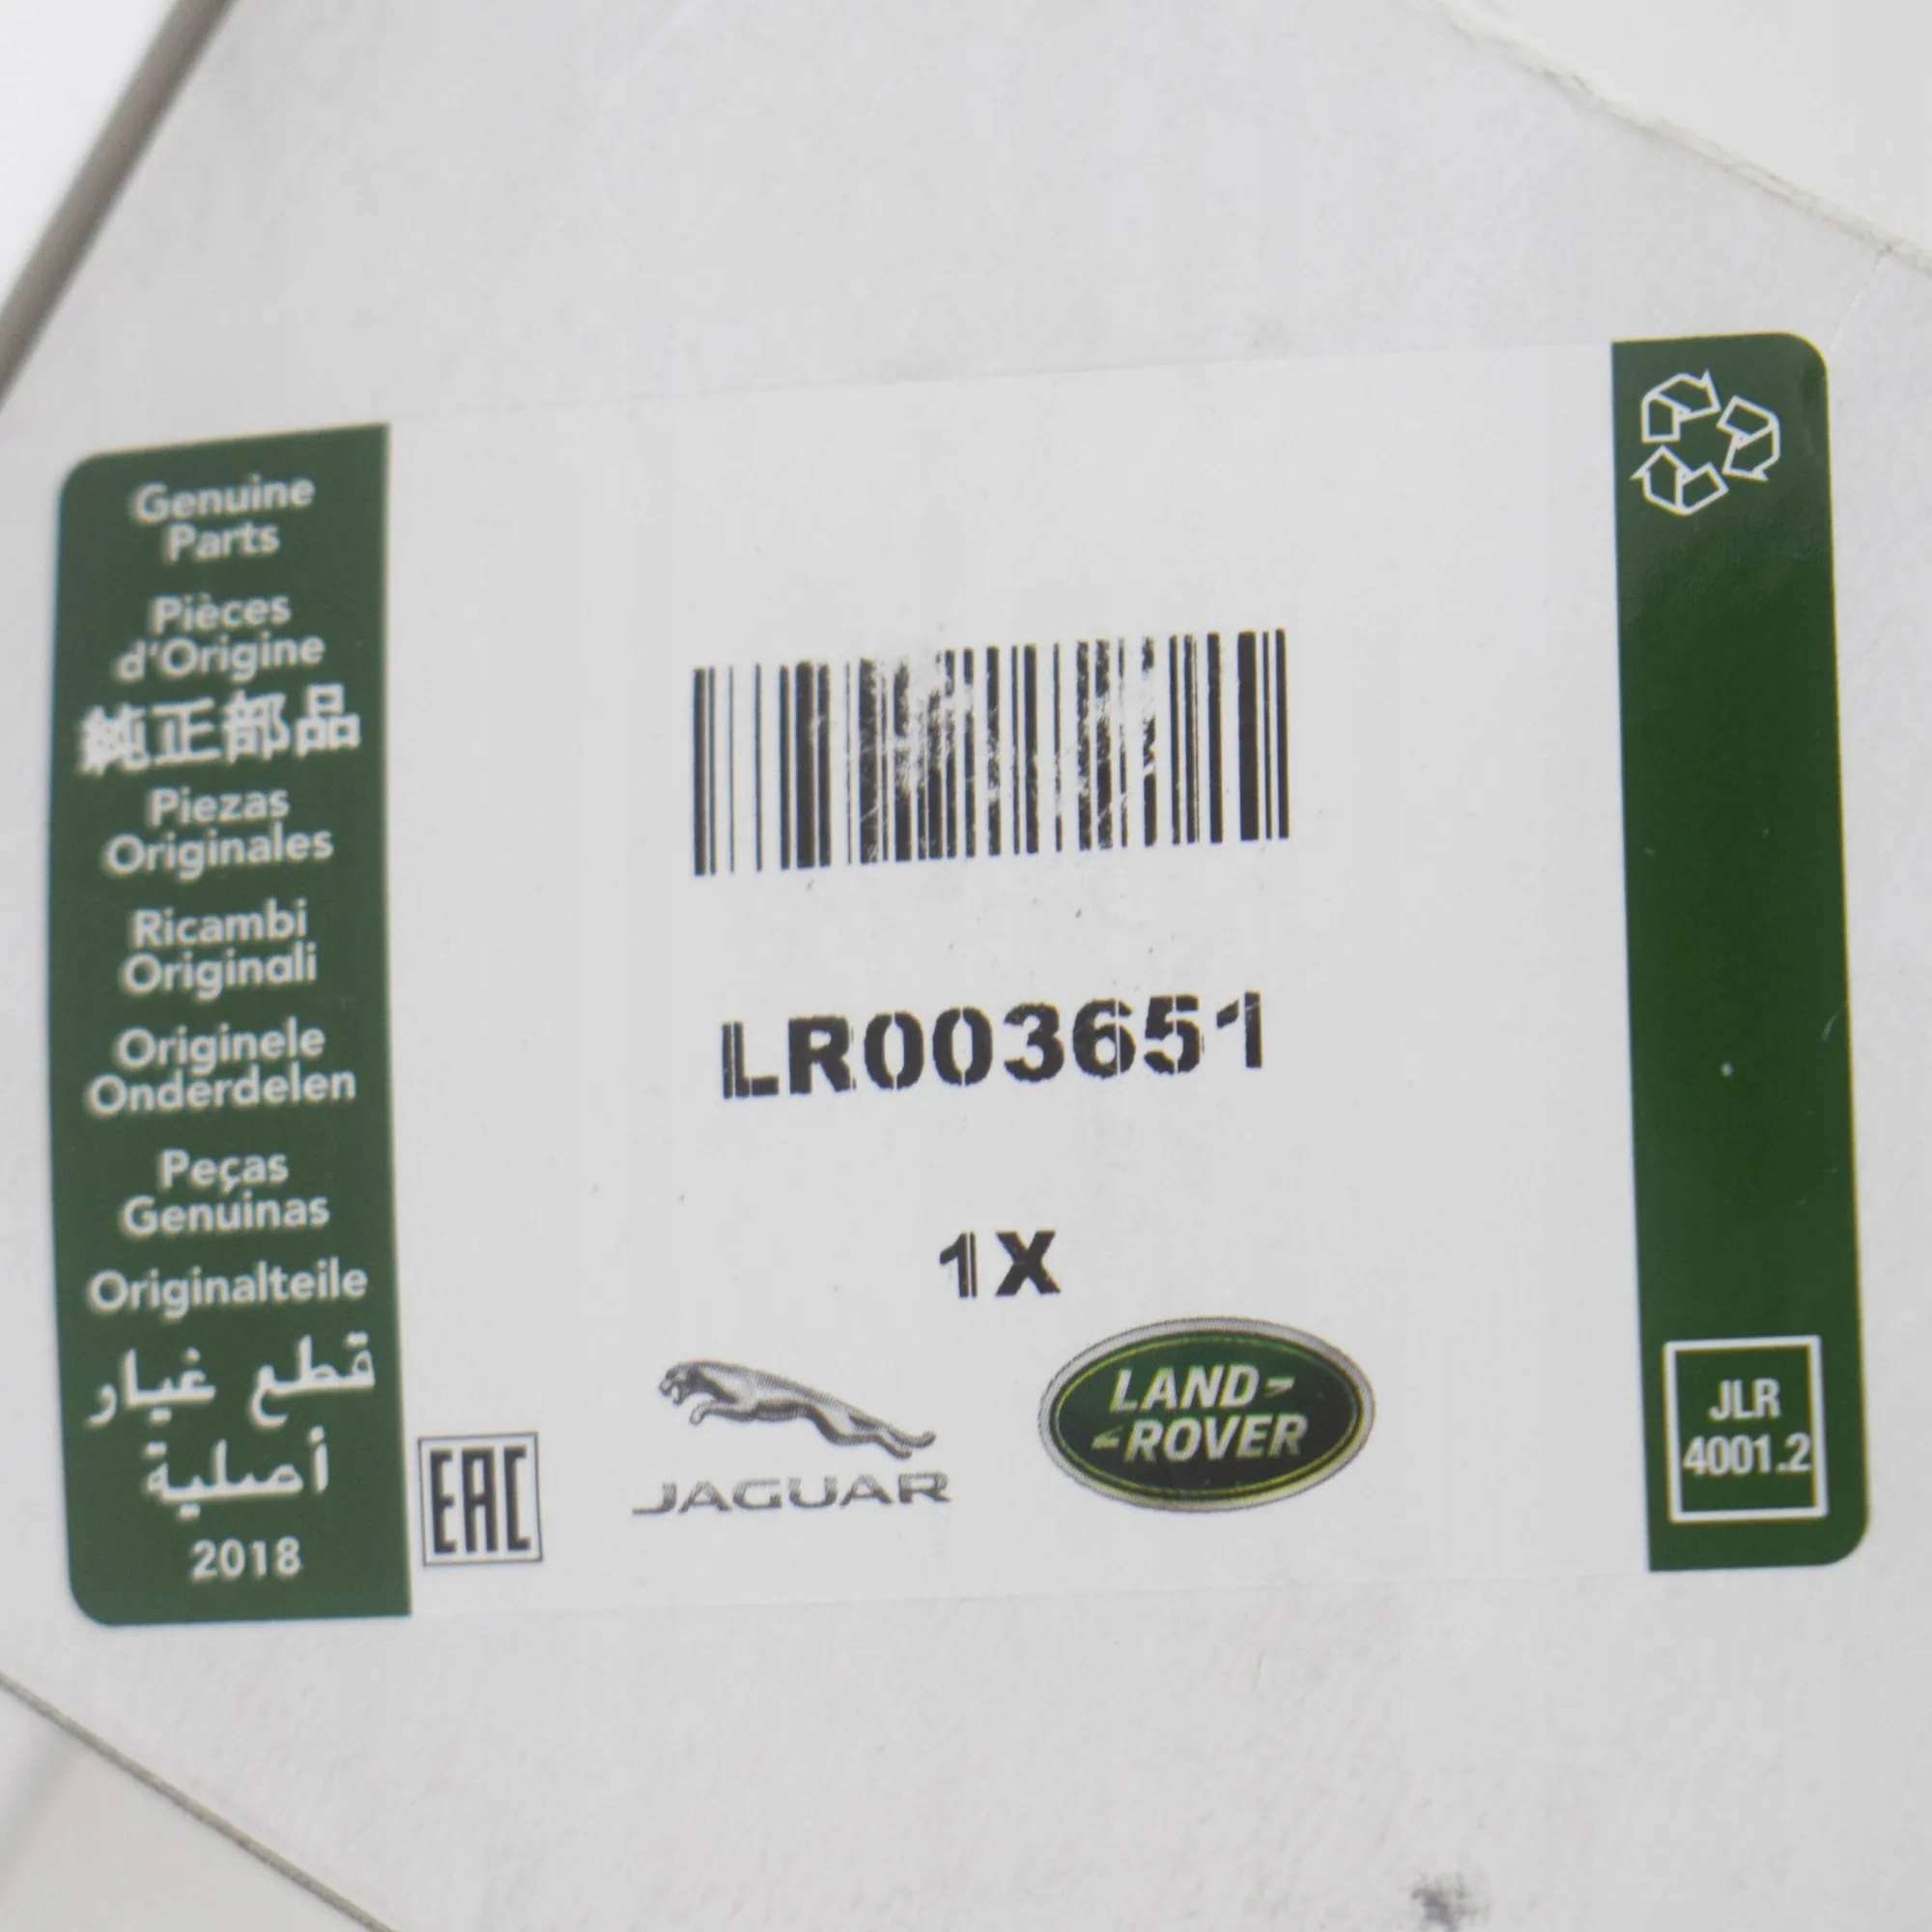 Genuine
Parts
Pièces
d'Origine
純正部品
Piezas
Originales
Ricambi
Originali
Originele
Onderdelen
Peças
Genuinas
Originalteile
قطع غيار
أصلية
2018
LR003651
1X
EAC
JAGUAR
LAND-
-ROVER
JLR
4001.2